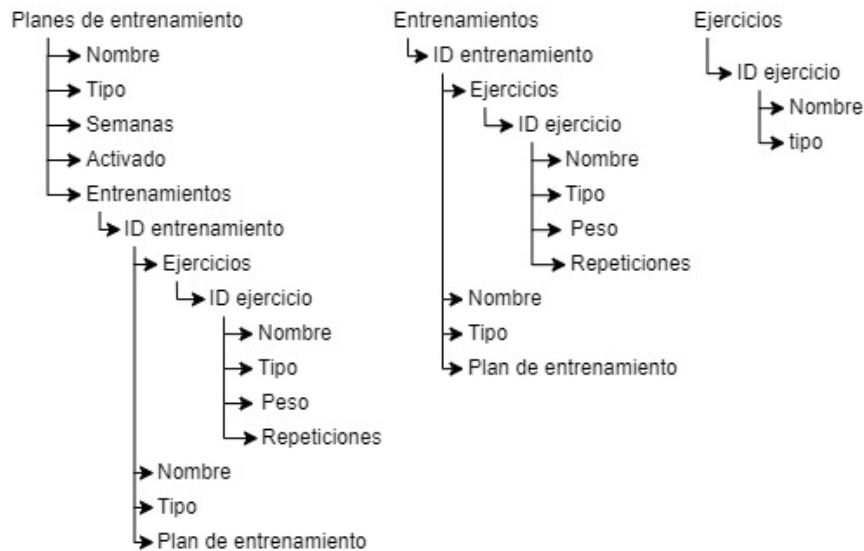 Planes de entrenamiento
Nombre
Tipo
Semanas
Activado
Entrenamientos
ID entrenamiento
Ejercicios
ID ejercicio
Nombre
Tipo
Peso
Repeticiones
Nombre
Tipo
Plan de entrenamiento
Entrenamientos
ID entrenamiento
Ejercicios
ID ejercicio
Nombre
Tipo
Peso
Repeticiones
Nombre
Tipo
Plan de entrenamiento
Ejercicios
ID ejercicio
Nombre
tipo